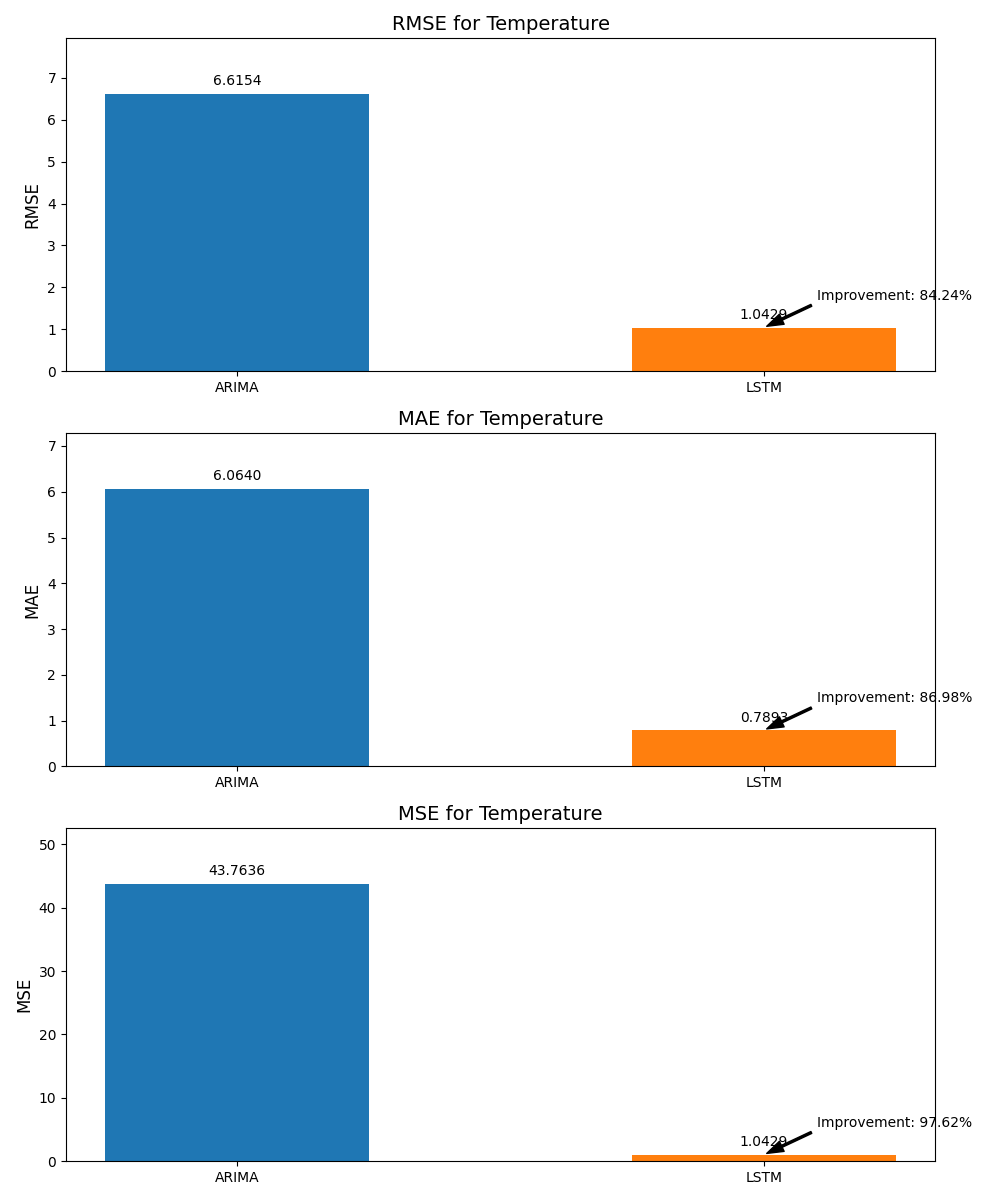 RMSE for Temperature
RMSE
7
6
5
4
3
2
1
0
6.6154
1.0429
Improvement: 84.24%
ARIMA
LSTM
MAE for Temperature
MAE
7
6
5
4
3
2
1
0
6.0640
0.7893
Improvement: 86.98%
ARIMA
LSTM
MSE for Temperature
MSE
50
40
30
20
10
0
43.7636
1.0429
Improvement: 97.62%
ARIMA
LSTM